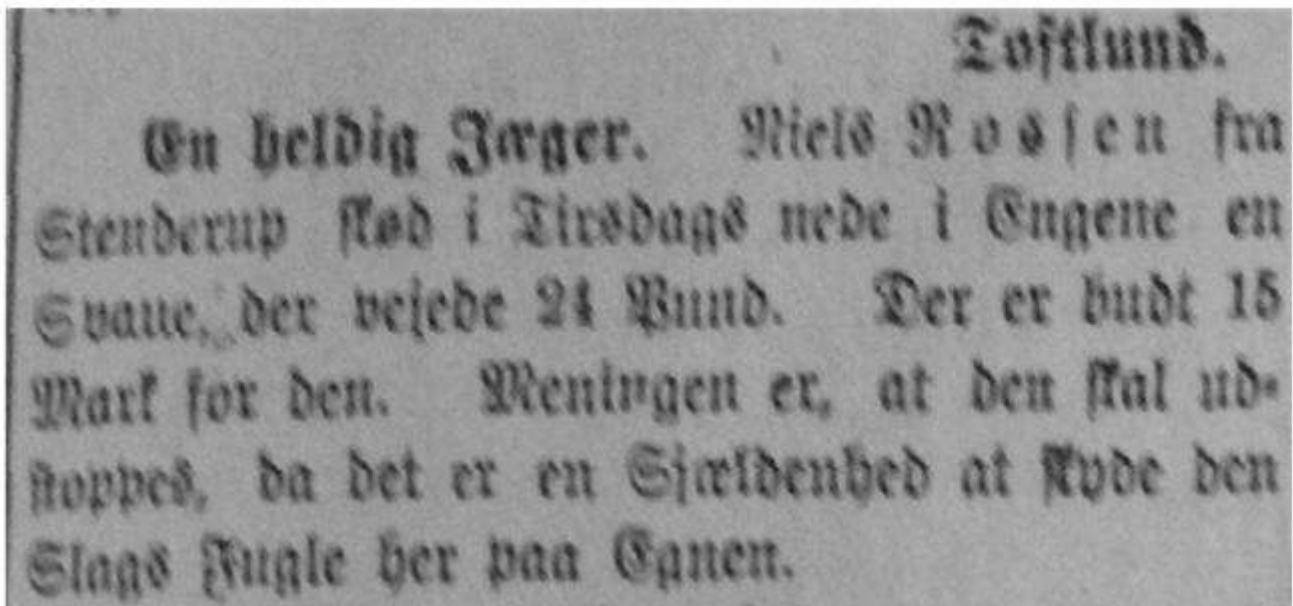 Toftlund.
En heldig Jæger. Niels Rossen fra
Stenderup skød i Tirsdags nede i Engene en
Svane, der vejede 24 Pund. Der er budt 15
Mark for den. Meningen er, at den skal ud-
stoppes, da det er en Sjældenhed at skyde den
Slags Fugle her paa Egnen.